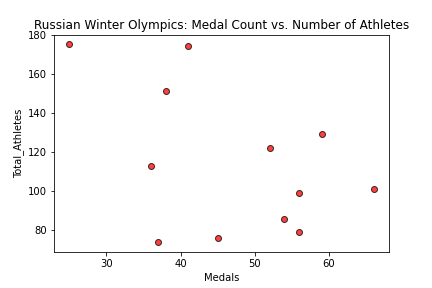 Russian Winter Olympics: Medal Count vs. Number of Athletes
180
160
140
120
100
80
Total_Athletes
30 40 50 60
Medals